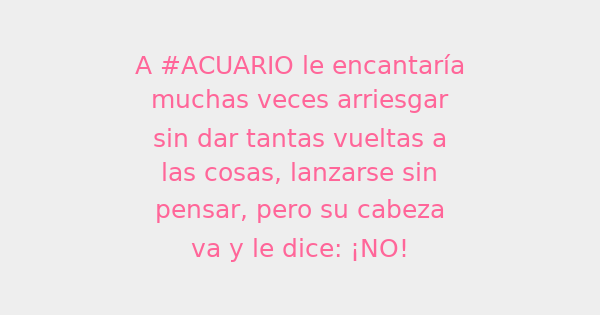 A #ACUARIO le encantaría
muchas veces arriesgar
sin dar tantas vueltas a
las cosas, lanzarse sin
pensar, pero su cabeza
va y le dice: ¡NO!